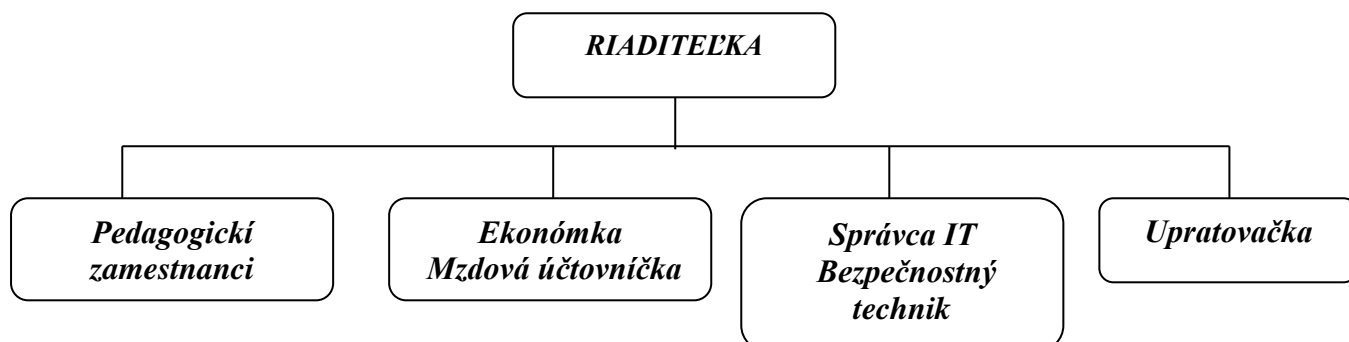 RIADITEĽKA
Pedagogickí
zamestnanci
Ekonómka
Mzdová účtovníčka
Správca IT
Bezpečnostný
technik
Upratovačka